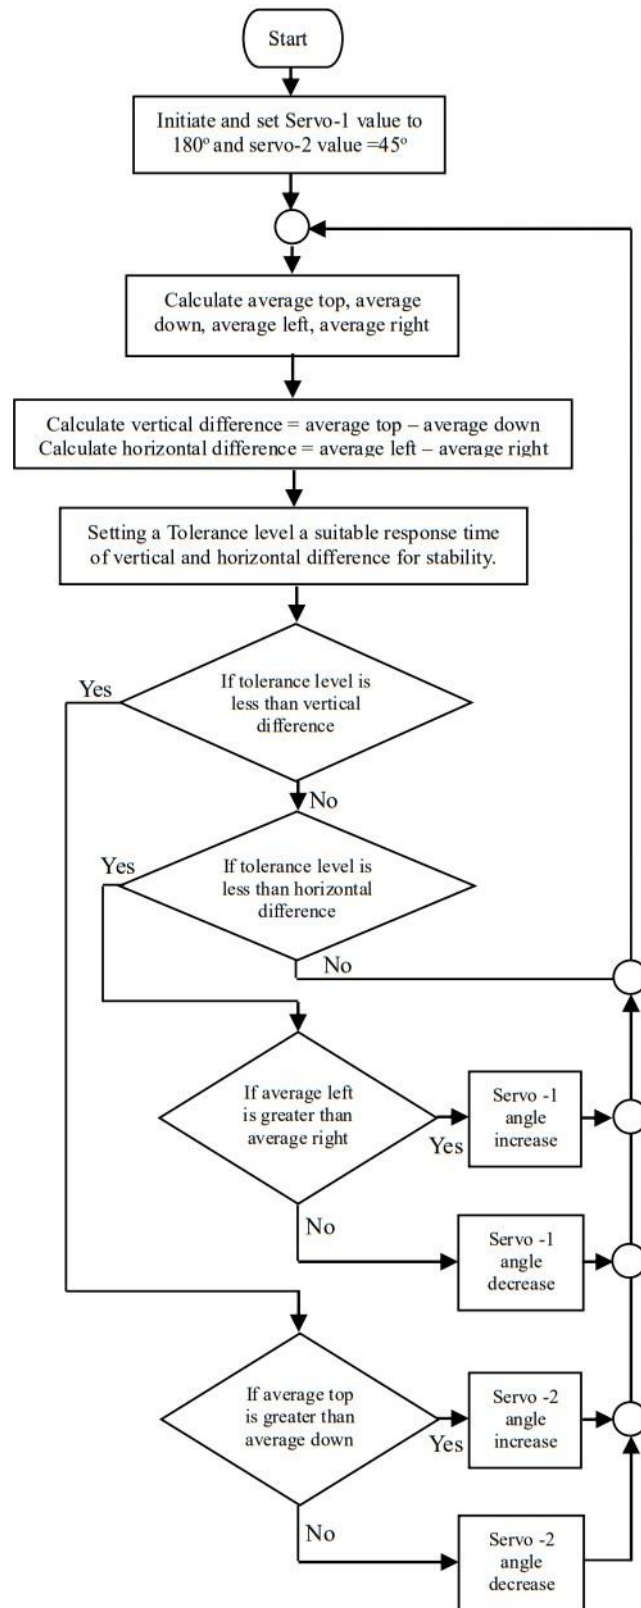 Start
Initiate and set Servo-1 value to
180º and servo-2 value =45º
Calculate average top, average
down, average left, average right
Calculate vertical difference = average top – average down
Calculate horizontal difference = average left – average right
Setting a Tolerance level a suitable response time
of vertical and horizontal difference for stability.
Yes
If tolerance level is
less than vertical
difference
No
Yes
If tolerance level is
less than horizontal
difference
No
If average left
is greater than
average right
Yes
Servo -1
angle
increase
No
Servo -1
angle
decrease
If average top
is greater than
average down
Yes
Servo -2
angle
increase
No
Servo -2
angle
decrease